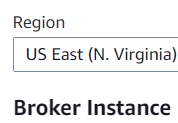 Region
US East (N. Virginia)
Broker Instance